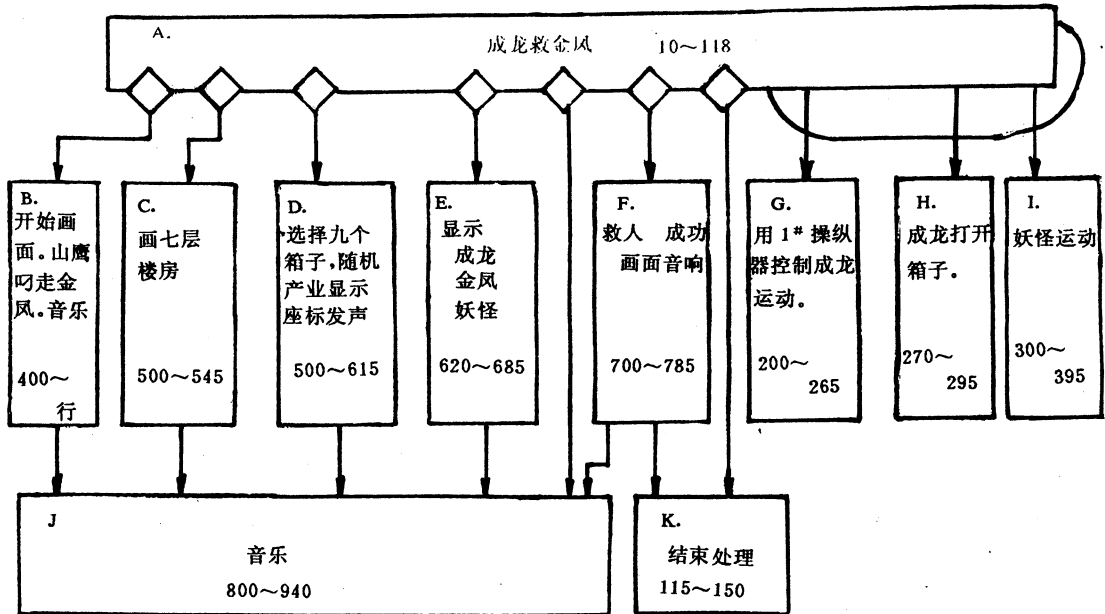 A.
成龙救金凤 10～118
B.
开始画
面。山鹰
叼走金
凤。音乐
400～
行
C.
画七层
楼房
500～545
D.
选择九个
箱子,随机
产业显示
座标发声
500～615
E.
显示
成龙
金凤
妖怪
620～685
F.
救人 成功
画面音响
700～785
G.
用1#操纵
器控制成龙
运动。
200～
265
H.
成龙打开
箱子。
270～
295
I.
妖怪运动
300～
395
J
音乐
800～940
K.
结束处理
115～150